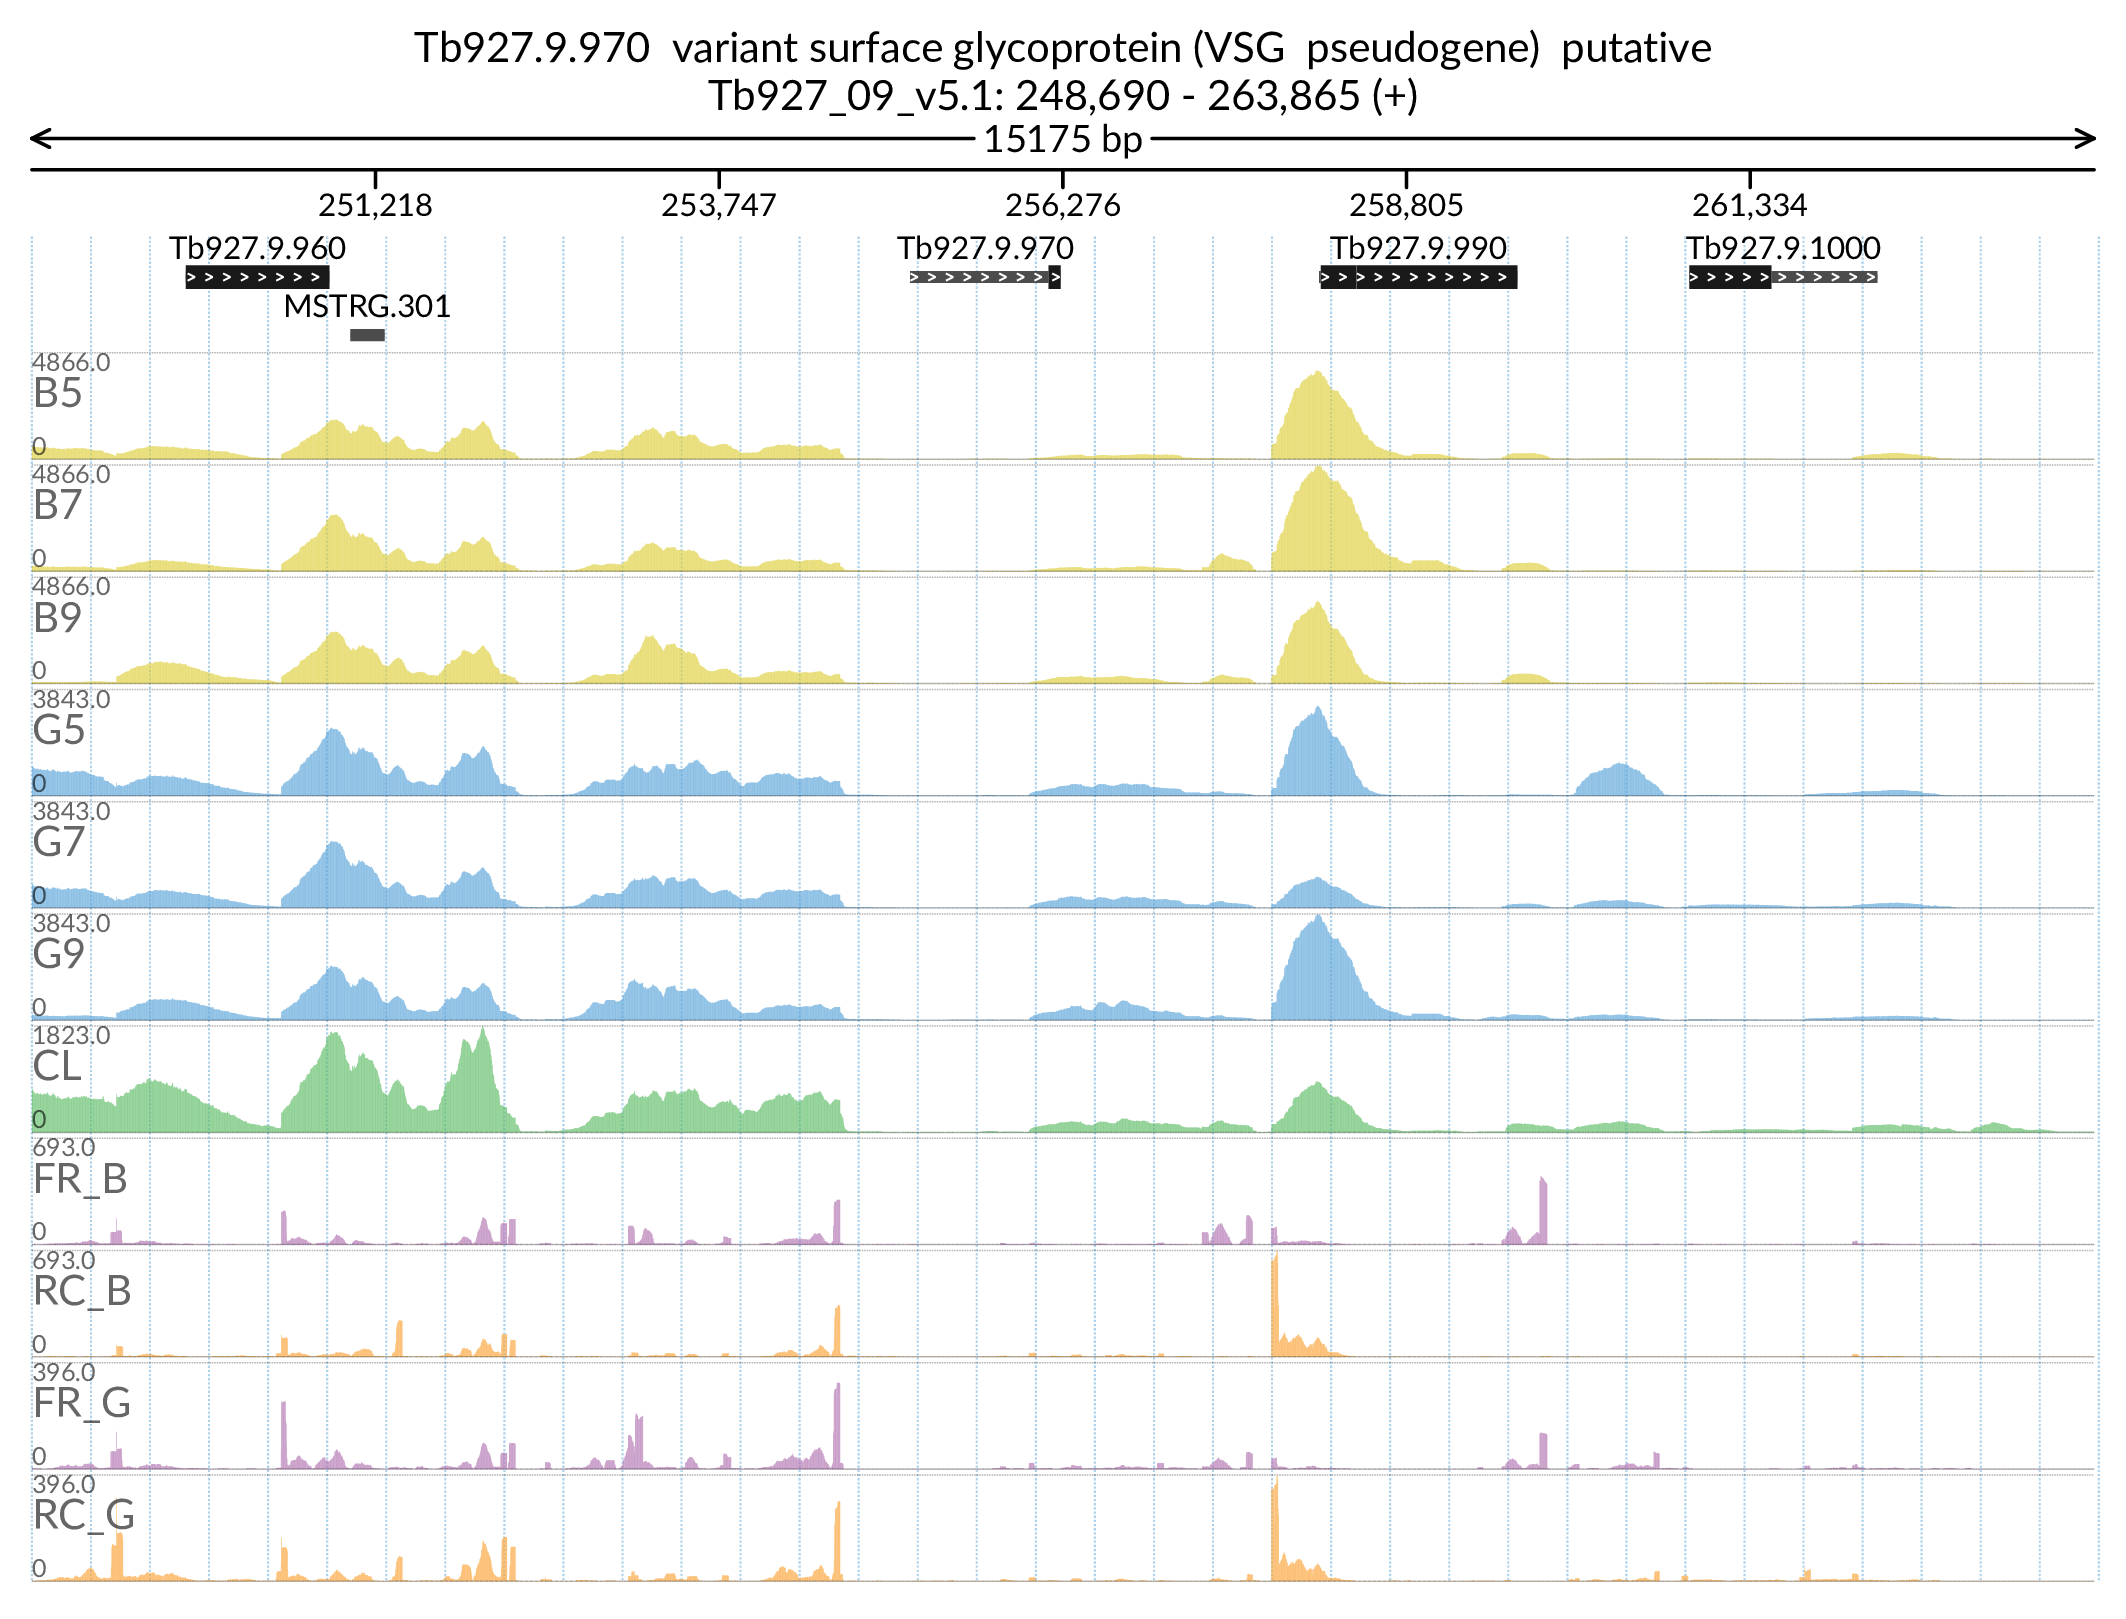 Tb927.9.970  variant surface glycoprotein (VSG  pseudogene)  putative
Tb927_09_v5.1: 248,690 - 263,865 (+)
15175 bp
251,218 253,747 256,276 258,805 261,334
Tb927.9.960 Tb927.9.970 Tb927.9.990 Tb927.9.1000
MSTRG.301
4866.0
B5
0
4866.0
B7
0
4866.0
B9
0
3843.0
G5
0
3843.0
G7
0
3843.0
G9
0
1823.0
CL
0
693.0
FR_B
0
693.0
RC_B
0
396.0
FR_G
0
396.0
RC_G
0